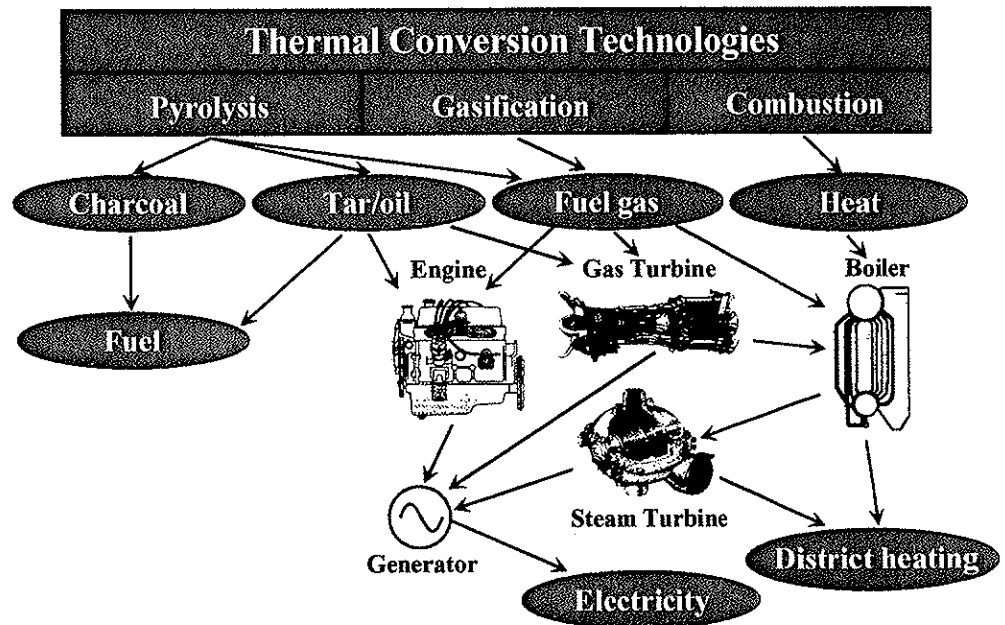 Thermal Conversion Technologies
Pyrolysis
Gasification
Combustion
Charcoal
Tar/oil
Fuel gas
Heat
Engine
Gas Turbine
Boiler
Fuel
Steam Turbine
Generator
District heating
Electricity